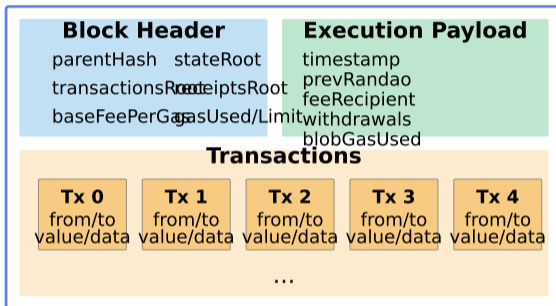 Block Header
parentHash stateRoot
transactionsRoot receiptsRoot
baseFeePerGas gasUsed/Limit
Execution Payload
timestamp
prevRandao
feeRecipient
withdrawals
blobGasUsed
Transactions
Tx 0
from/to
value/data
Tx 1
from/to
value/data
Tx 2
from/to
value/data
Tx 3
from/to
value/data
Tx 4
from/to
value/data
...